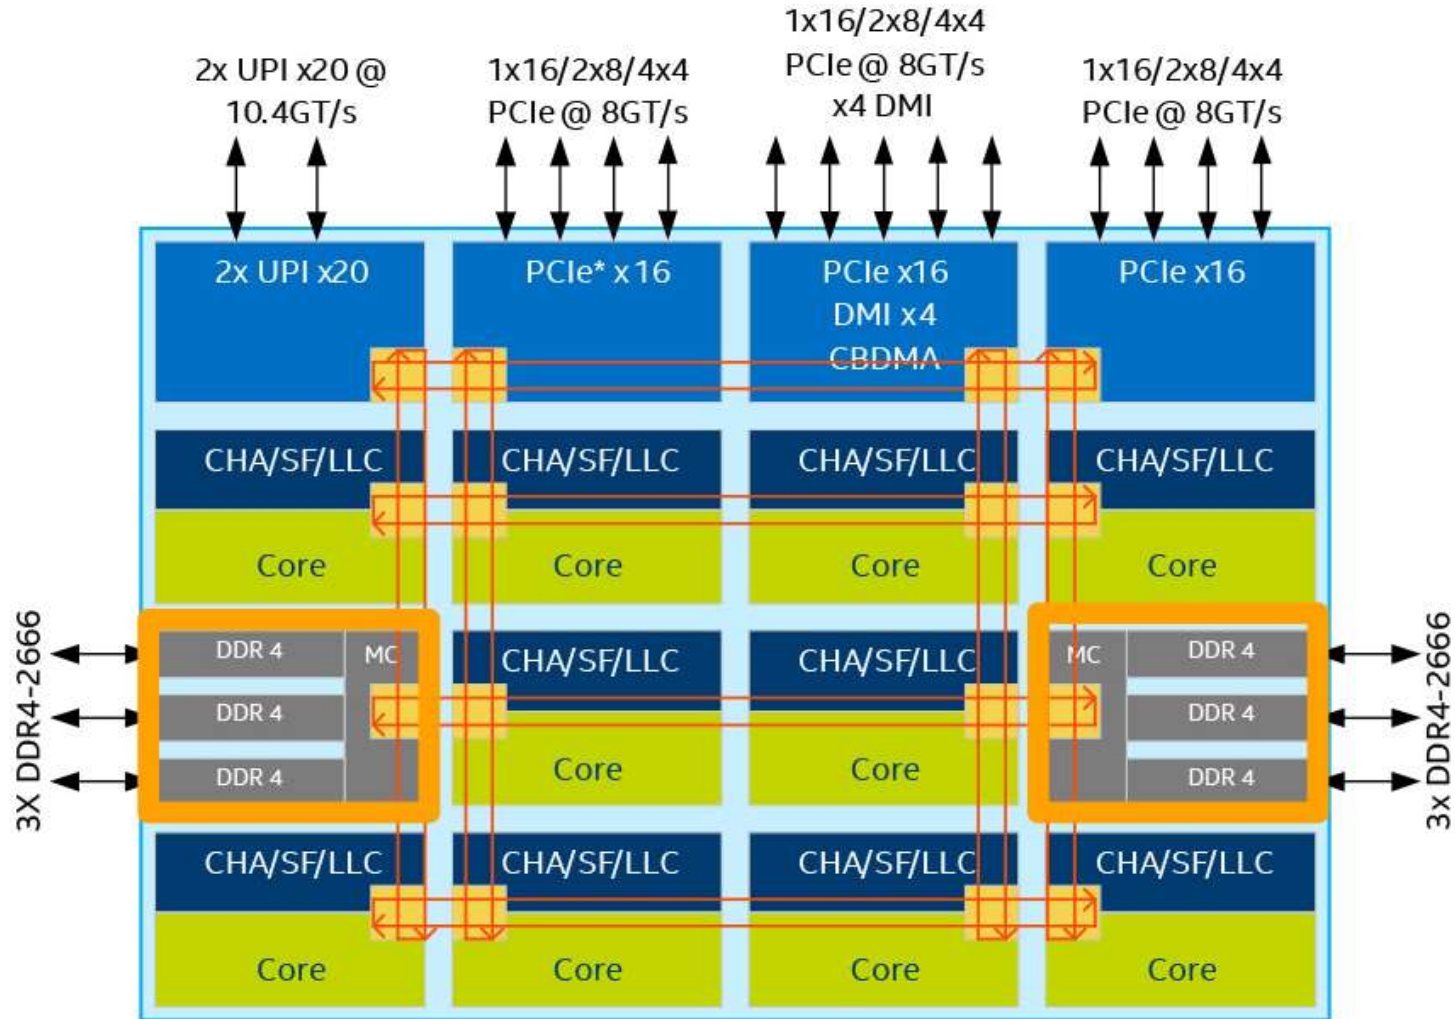 2x UPI x20 @
10.4GT/s
1x16/2x8/4x4
PCIe @ 8GT/s
1x16/2x8/4x4
PCIe @ 8GT/s
x4 DMI
1x16/2x8/4x4
PCIe @ 8GT/s
2x UPI x20
PCIe* x16
PCIe x16
DMI x4
CBDMA
PCIe x16
CHA/SF/LLC
CHA/SF/LLC
CHA/SF/LLC
CHA/SF/LLC
Core
Core
Core
Core
3X DDR4-2666
DDR 4
DDR 4
DDR 4
MC
CHA/SF/LLC
CHA/SF/LLC
Core
Core
MC
DDR 4
DDR 4
DDR 4
3x DDR4-2666
CHA/SF/LLC
CHA/SF/LLC
CHA/SF/LLC
CHA/SF/LLC
Core
Core
Core
Core